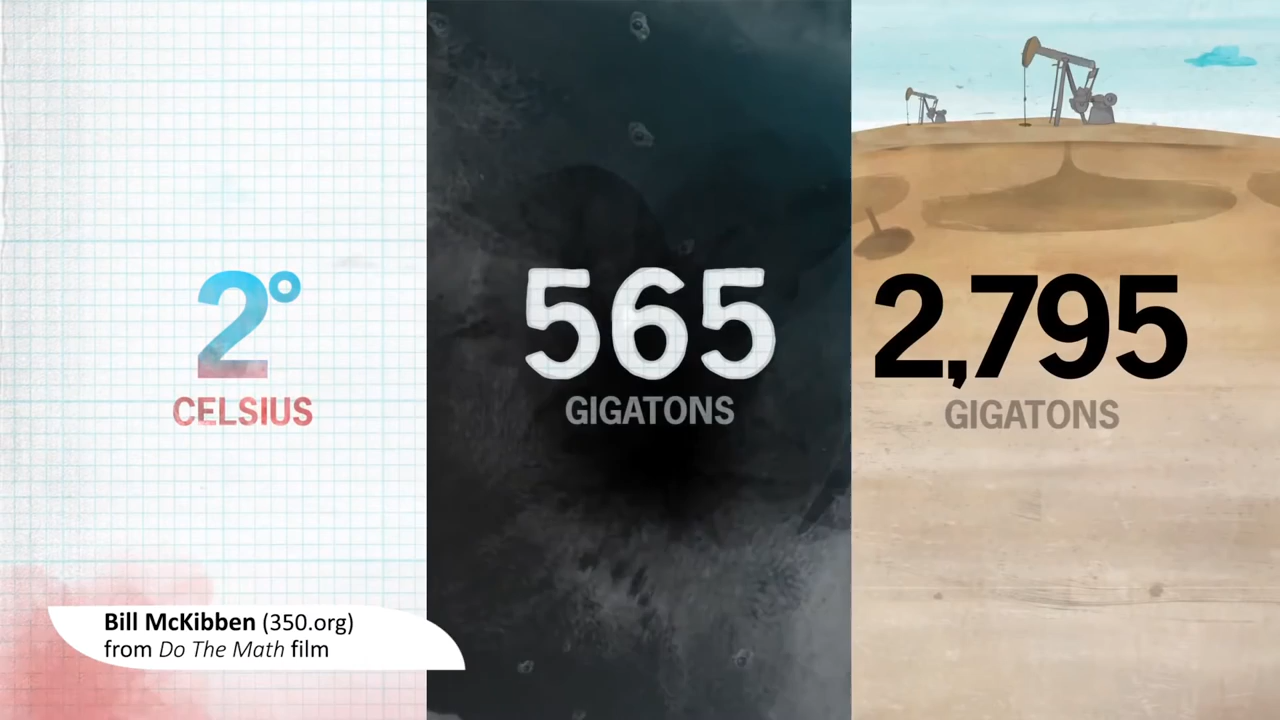 2°
CELSIUS
565
GIGATONS
2,795
GIGATONS
Bill McKibben (350.org)
from Do The Math film